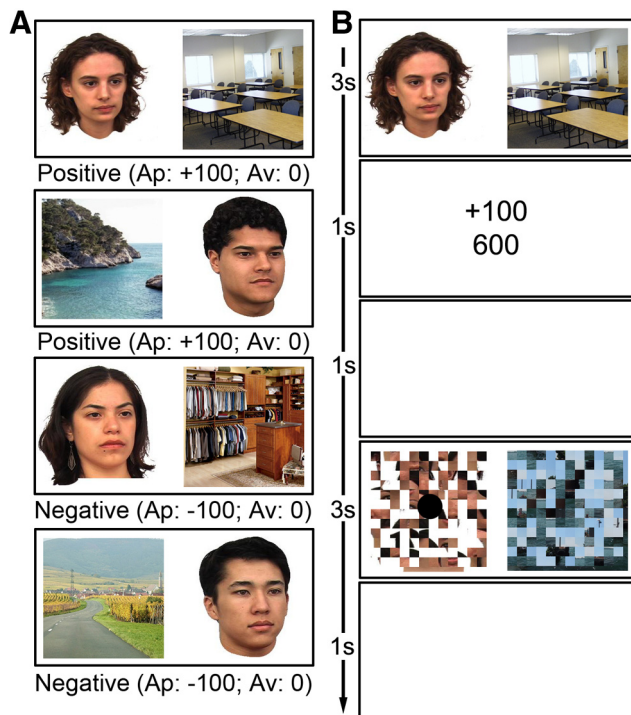 A
Positive (Ap: +100; Av: 0)
Positive (Ap: +100; Av: 0)
Negative (Ap: -100; Av: 0)
Negative (Ap: -100; Av: 0)
B
3s
1s
+100
600
1s
3s
1s